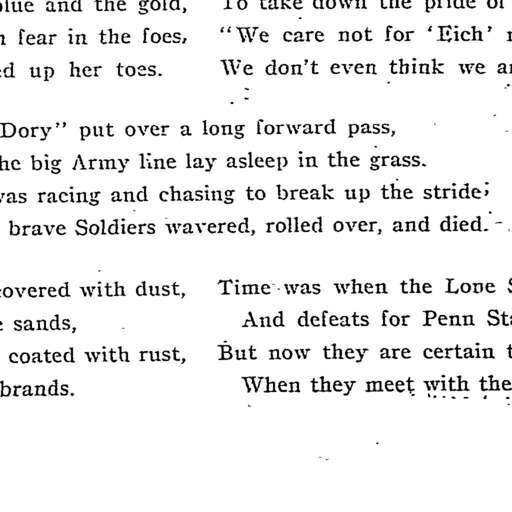 blue and the gold,
fear in the foes,
up her toes.
To take down the pride of
"We care not for 'Eich'
We don't even think we
Dory" put over a long forward pass,
he big Army line lay asleep in the grass.
was racing and chasing to break up the stride;
brave Soldiers wavered, rolled over, and died.
covered with dust,
sands,
coated with rust,
brands.
Time was when the Lone
And defeats for Penn
But now they are certain
When they meet with the